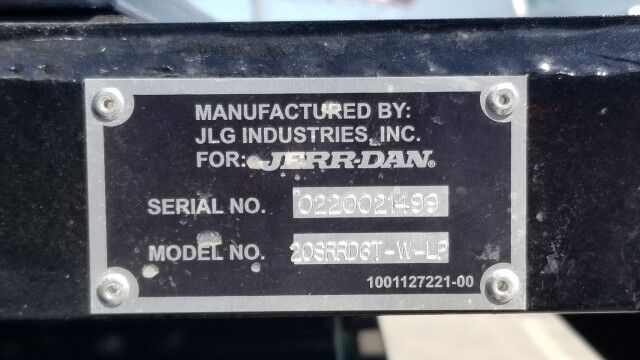 MANUFACTURED BY:
JLG INDUSTRIES, INC.
FOR: JERR-DAN®
SERIAL NO. 0220021499
MODEL NO. 20SRRD6T-W-LP
1001127221-00